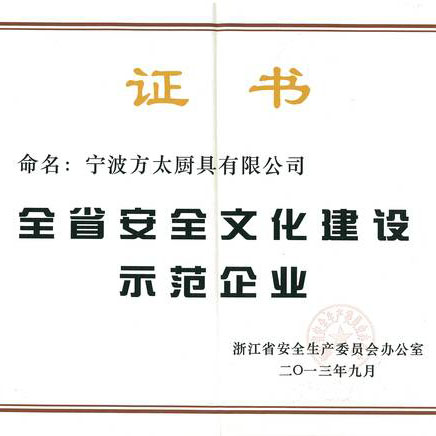 证书
命名：宁波方太厨具有限公司
全省安全文化建设
示范企业
浙江省安全生产委员会办公室
二〇一三年九月